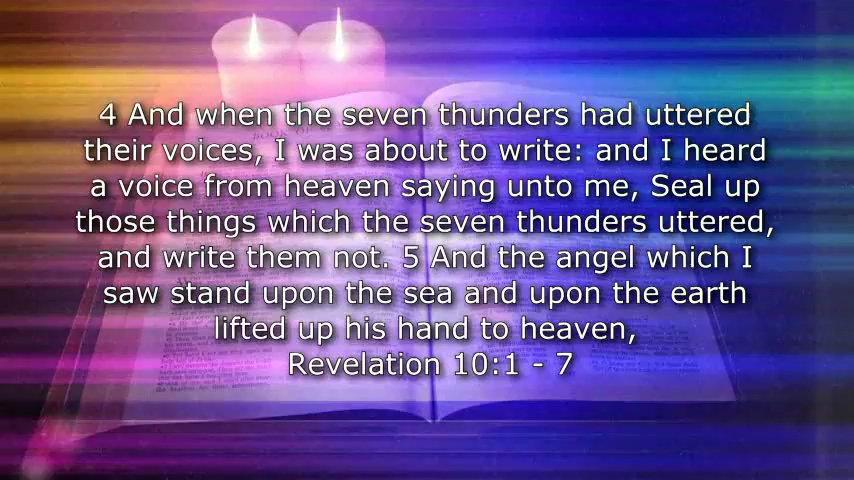 4 And when the seven thunders had uttered
their voices, I was about to write: and I heard
a voice from heaven saying unto me, Seal up
those things which the seven thunders uttered,
and write them not. 5 And the angel which I
saw stand upon the sea and upon the earth
lifted up his hand to heaven,
Revelation 10:1 - 7